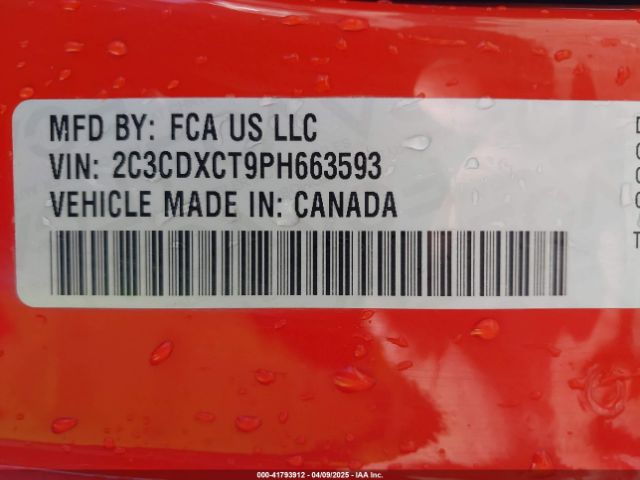 MFD BY: FCA US LLC
VIN: 2C3CDXCT9PH663593
VEHICLE MADE IN: CANADA
T
000-41793912 - 04/09/2025 - IAA Inc.